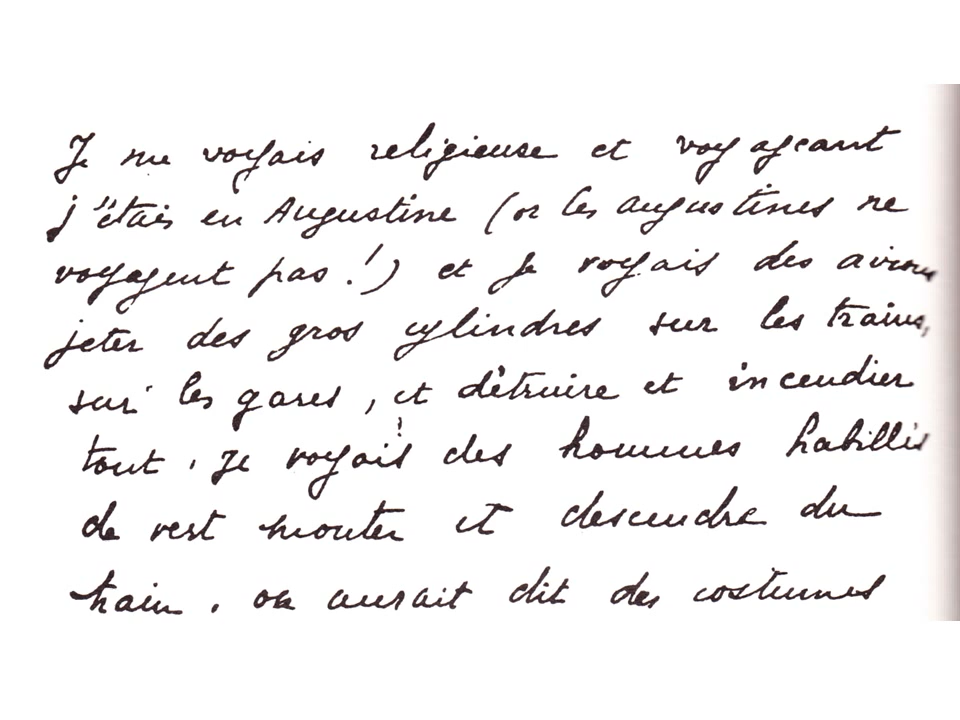 Je me voyais religieuse et voyageant
j'étais en Augustine (or les augustines ne
voyagent pas !) et je voyais des avions
jeter des gros cylindres sur les trains,
sur les gares, et détruire et incendier
tout. je voyais des hommes habillés
de vert monter et descendre du
train. on aurait dit des costumes